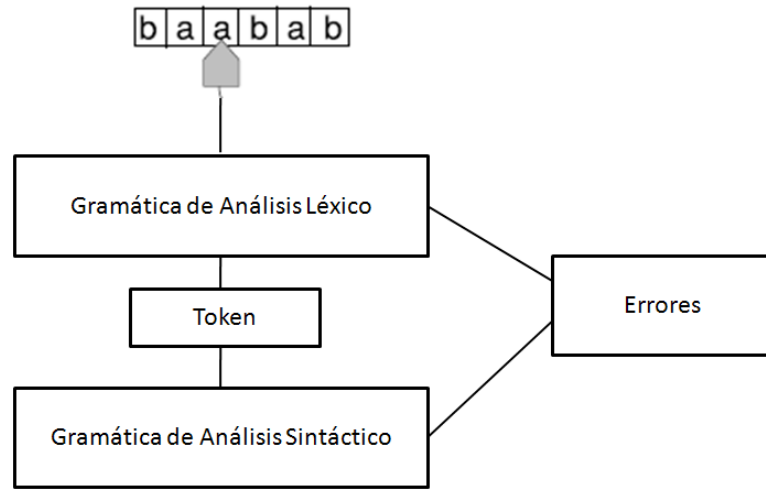 b a a b a b
Gramática de Análisis Léxico
Token
Errores
Gramática de Análisis Sintáctico